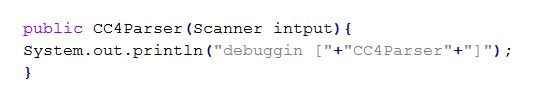 public CC4Parser(Scanner intput){
System.out.println("debuggin ["+"CC4Parser"+"]");
}